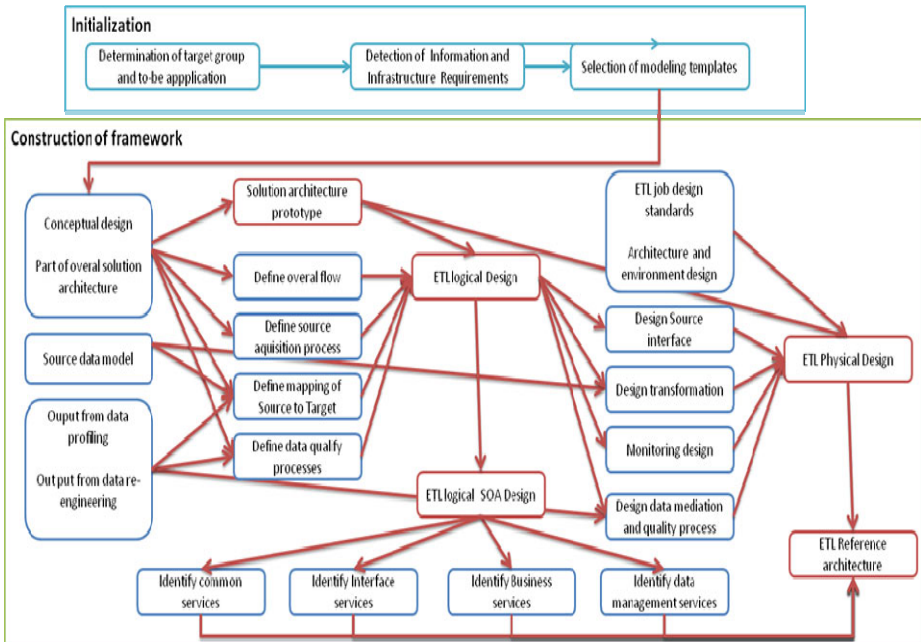 Initialization
Determination of target group
and to-be appplication
Detection of Information and
Infrastructure Requirements
Selection of modeling templates
Construction of framework
Conceptual design
Part of overal solution
architecture
Source data model
Ouput from data
profiling
Output from data re-
engineering
Solution architecture
prototype
Define overal flow
Define source
aquisition process
Define mapping of
Source to Target
Define data qualify
processes
ETL logical Design
ETL logical SOA Design
ETL job design
standards
Architecture and
environment design
Design Source
interface
Design transformation
Monitoring design
Design data mediation
and quality process
ETL Physical Design
ETL Reference
architecture
Identify common
services
Identify Interface
services
Identify Business
services
Identify data
management services